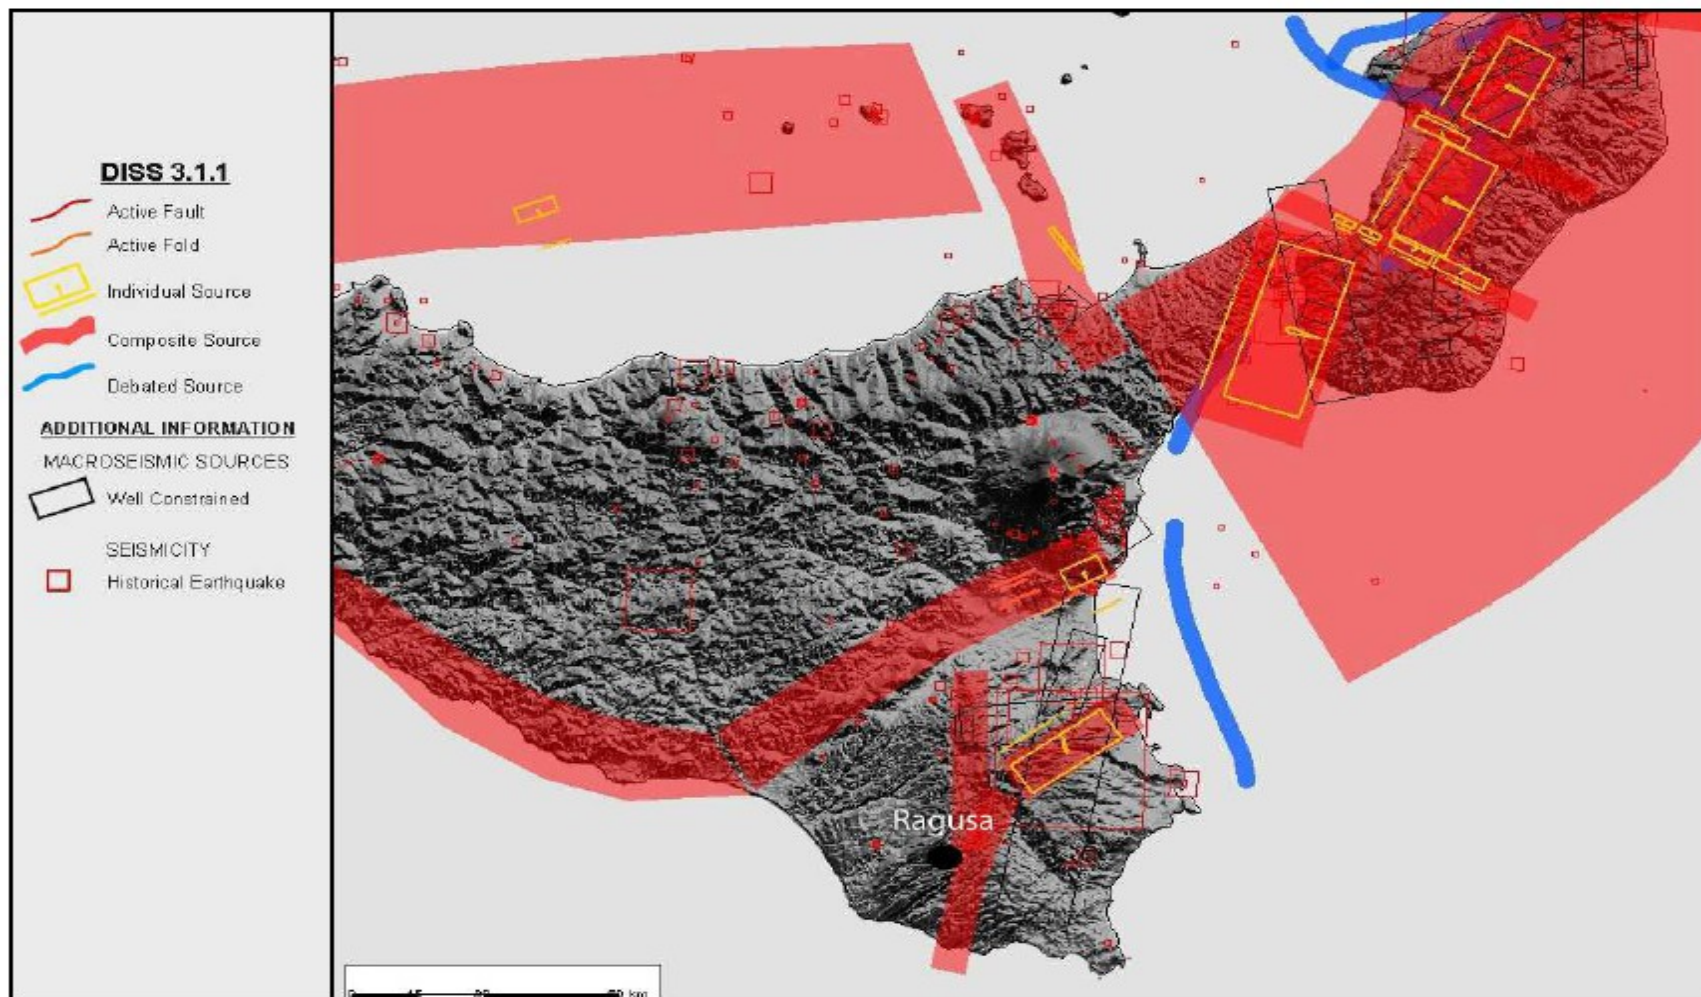 DISS 3.1.1
Active Fault
Active Fold
Individual Source
Composite Source
Debated Source
ADDITIONAL INFORMATION
MACROSEISMIC SOURCES
Well Constrained
SEISMICITY
Historical Earthquake
Ragusa
km